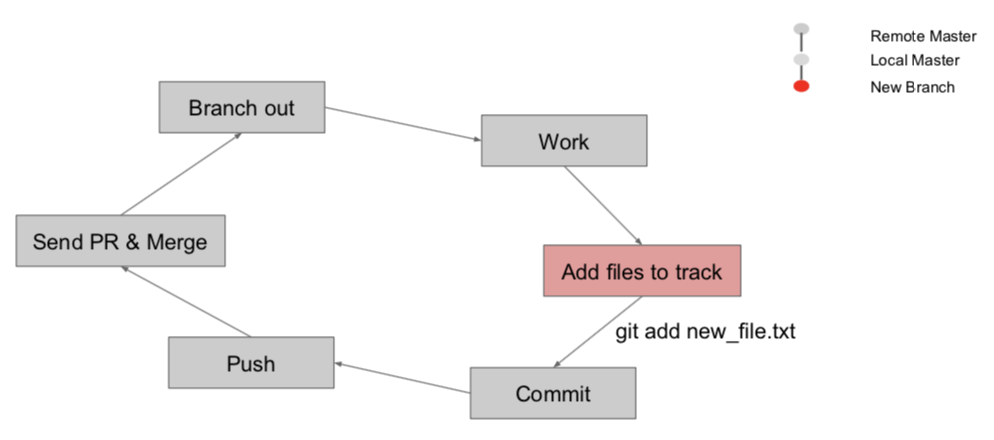 Remote Master
Local Master
New Branch
Branch out
Work
Send PR & Merge
Add files to track
git add new_file.txt
Push
Commit